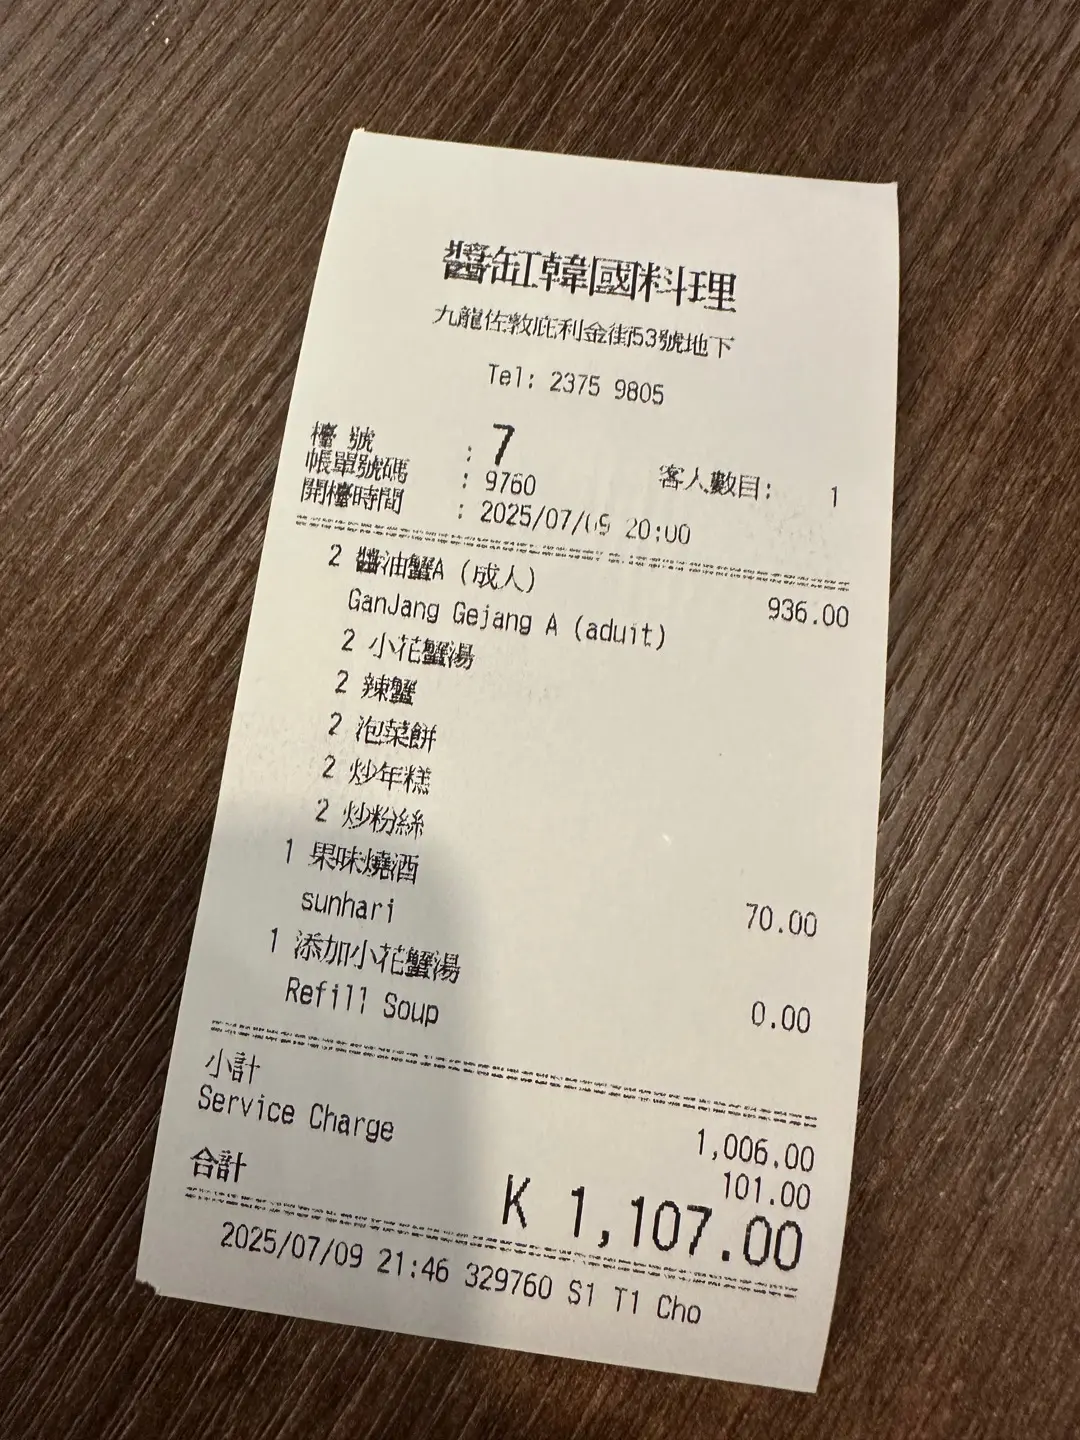 醬缸韓國料理
九龍佐敦庇利金街53號地下
Tel: 2375 9805
檯 號 : 7 客人數目: 1
帳單號碼 : 9760
開檯時間 : 2025/07/09 20:00
2 醬油蟹A (成人) 936.00
GanJang Gejang A (aduit)
2 小花蟹湯
2 辣蟹
2 泡菜餅
2 炒年糕
2 炒粉絲
1 果味燒酒 70.00
sunhari
1 添加小花蟹湯 0.00
Refill Soup
小計 1,006.00
Service Charge 101.00
合計 K 1,107.00
2025/07/09 21:46 329760 S1 T1 Cho